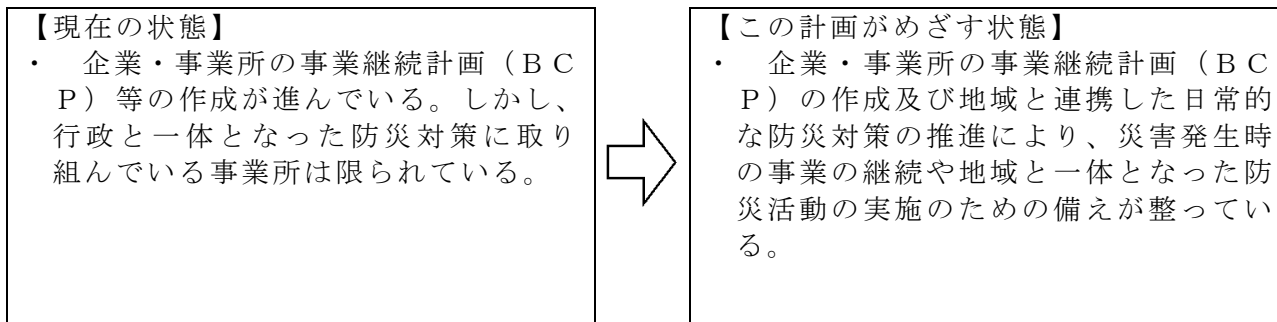 【現在の状態】
・　企業・事業所の事業継続計画（ＢＣ
Ｐ）等の作成が進んでいる。しかし、
行政と一体となった防災対策に取り
組んでいる事業所は限られている。
【この計画がめざす状態】
・　企業・事業所の事業継続計画（ＢＣ
Ｐ）の作成及び地域と連携した日常的
な防災対策の推進により、災害発生時
の事業の継続や地域と一体となった防
災活動の実施のための備えが整ってい
る。